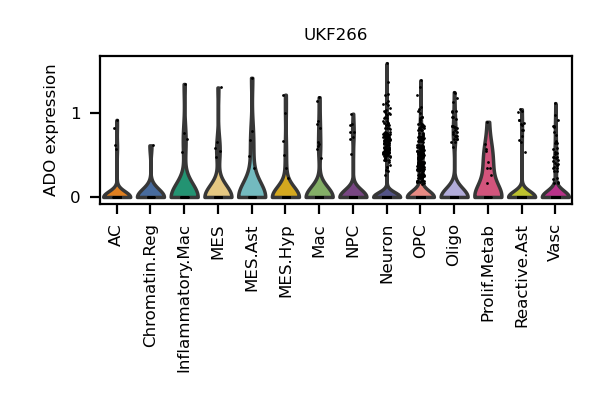 UKF266
ADO expression
1
0
AC
Chromatin.Reg
Inflammatory.Mac
MES
MES.Ast
MES.Hyp
Mac
NPC
Neuron
OPC
Oligo
Prolif.Metab
Reactive.Ast
Vasc